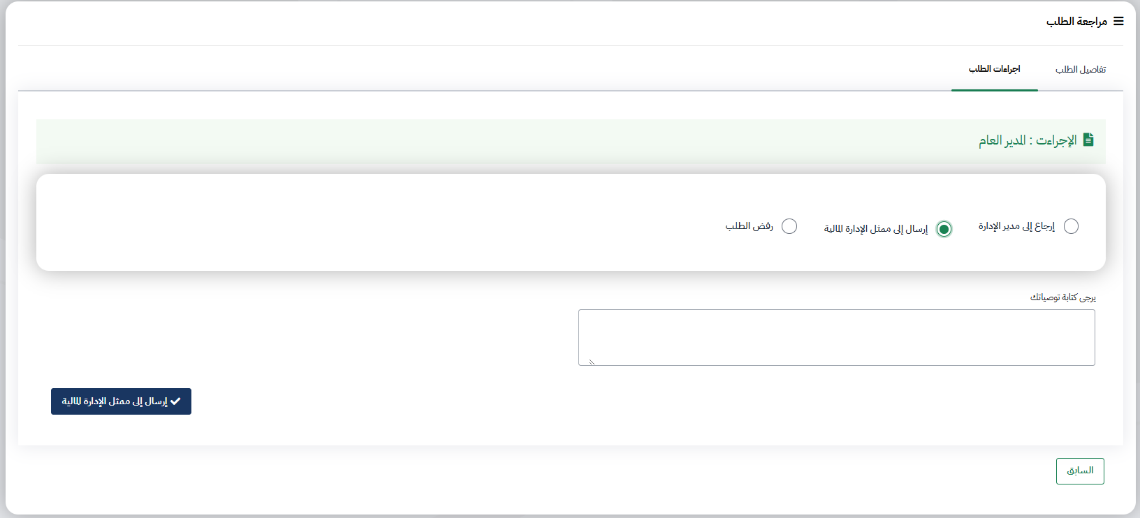 مراجعة الطلب
تفاصيل الطلب
اجراءات الطلب
الإجراءت : المدير العام
إرجاع إلى مدير الإدارة
إرسال إلى ممثل الإدارة المالية
رفض الطلب
يرجى كتابة توصياتك
إرسال إلى ممثل الإدارة المالية
السابق